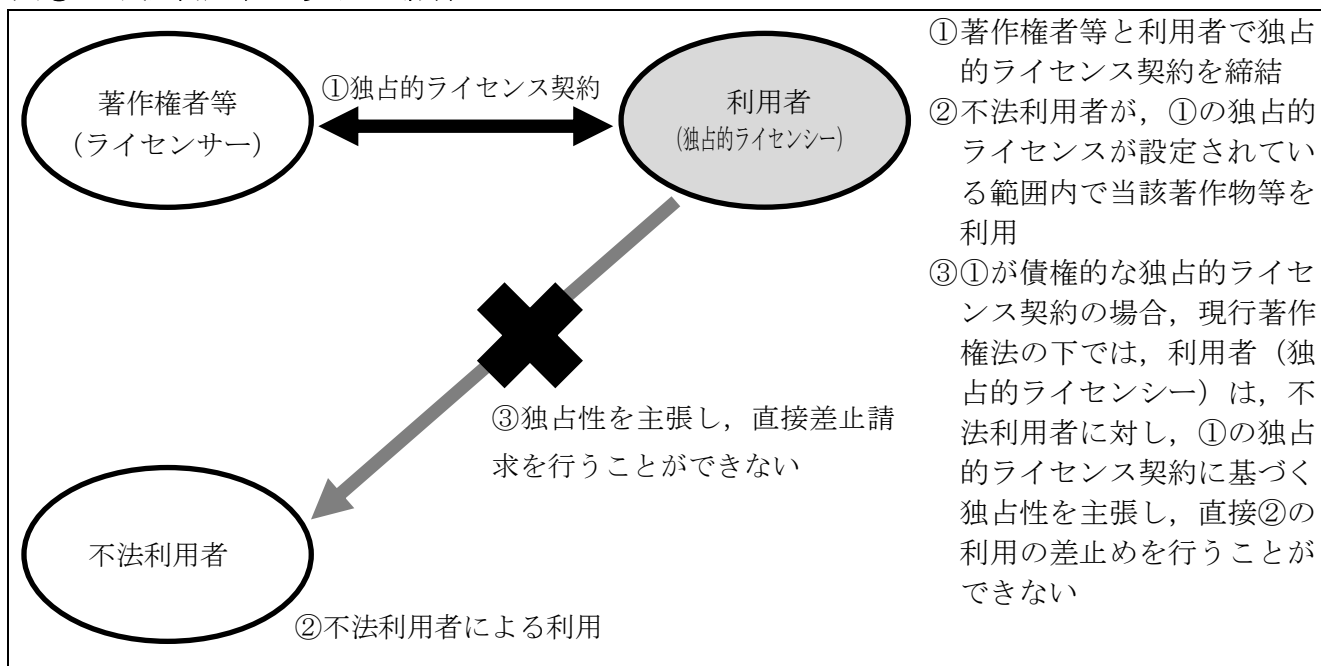 著作権者等
(ライセンサー)
①独占的ライセンス契約
利用者
(独占的ライセンシー)
③独占性を主張し,直接差止請
求を行うことができない
不法利用者
②不法利用者による利用
①著作権者等と利用者で独占
的ライセンス契約を締結
②不法利用者が,①の独占的
ライセンスが設定されてい
る範囲内で当該著作物等を
利用
③①が債権的な独占的ライセ
ンス契約の場合,現行著作
権法の下では,利用者(独
占的ライセンシー)は,不
法利用者に対し,①の独占
的ライセンス契約に基づく
独占性を主張し,直接②の
利用の差止めを行うことが
できない